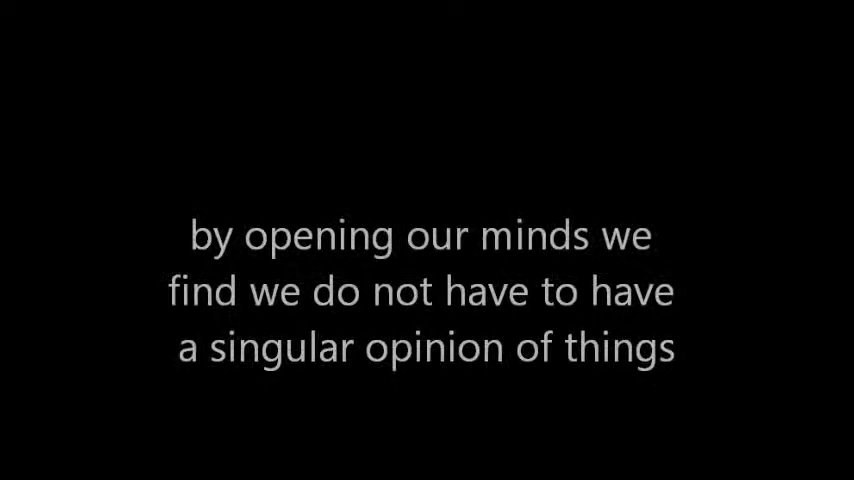 by opening our minds we
find we do not have to have
a singular opinion of things